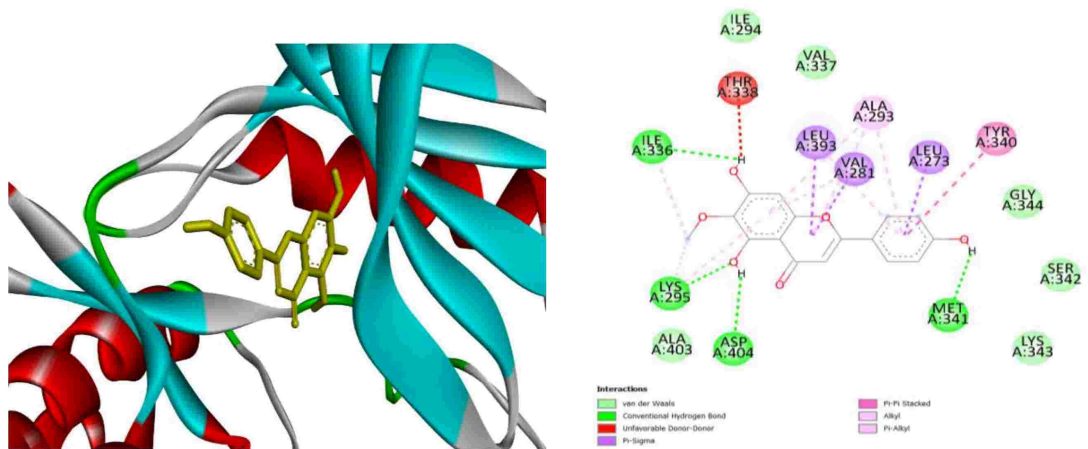 ILE
A:294
VAL
A:337
THR
A:338
ALA
A:293
ILE
A:336
LEU
A:393
VAL
A:281
LEU
A:273
TYR
A:340
GLY
A:344
H
O
O
O
O
H
O
O
H
LYS
A:295
SER
A:342
MET
A:341
ALA
A:403
ASP
A:404
LYS
A:343
Interactions
van der Waals
Conventional Hydrogen Bond
Unfavorable Donor-Donor
Pi-Sigma
Pi-Pi Stacked
Alkyl
Pi-Alkyl